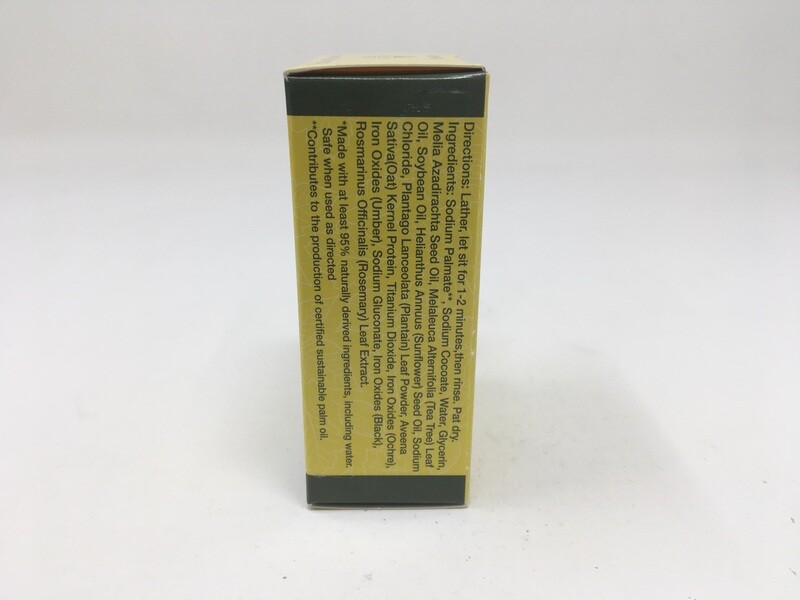 Directions: Lather, let sit for 1-2 minutes,then rinse. Pat dry.
Ingredients: Sodium Palmate**, Sodium Cocoate, Water, Glycerin,
Melia Azadirachta Seed Oil, Melaleuca Alternifolia (Tea Tree) Leaf
Oil, Soybean Oil, Helianthus Annuus (Sunflower) Seed Oil, Sodium
Chloride, Plantago Lanceolata (Plantain) Leaf Powder, Aveena
Sativa(Oat) Kernel Protein, Titanium Dioxide, Iron Oxides (Ochre),
Iron Oxides (Umber), Sodium Gluconate, Iron Oxides (Black),
Rosmarinus Officinalis (Rosemary) Leaf Extract.
*Made with at least 95% naturally derived ingredients, including water.
Safe when used as directed
**Contributes to the production of certified sustainable palm oil.